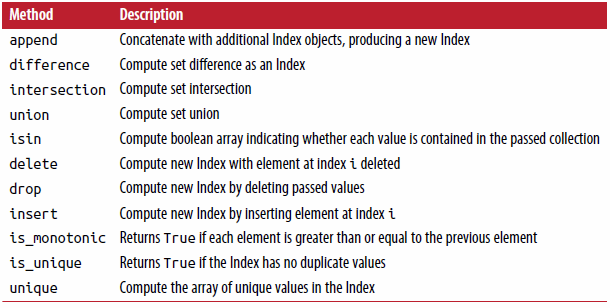 Method Description
append Concatenate with additional Index objects, producing a new Index
difference Compute set difference as an Index
intersection Compute set intersection
union Compute set union
isin Compute boolean array indicating whether each value is contained in the passed collection
delete Compute new Index with element at index i deleted
drop Compute new Index by deleting passed values
insert Compute new Index by inserting element at index i
is_monotonic Returns True if each element is greater than or equal to the previous element
is_unique Returns True if the Index has no duplicate values
unique Compute the array of unique values in the Index